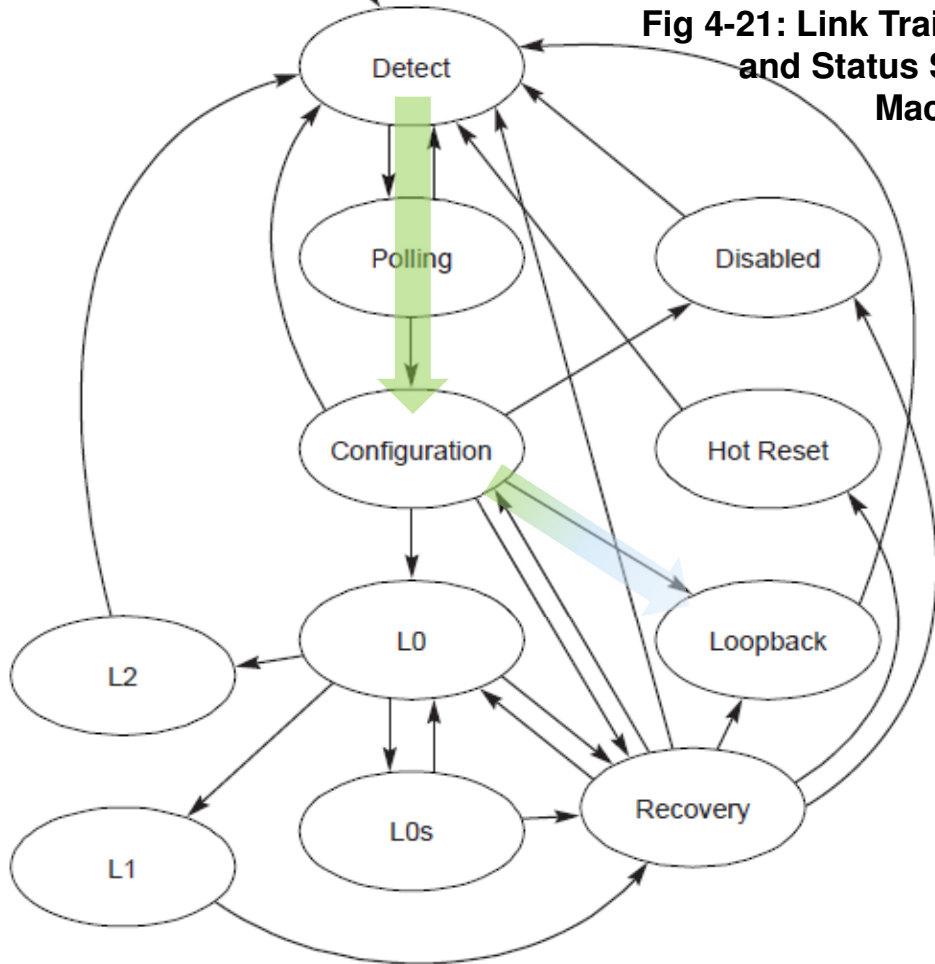 Fig 4-21: Link Trai
and Status S
Mac
Detect
Polling
Disabled
Configuration
Hot Reset
L0
Loopback
L2
Recovery
L0s
L1